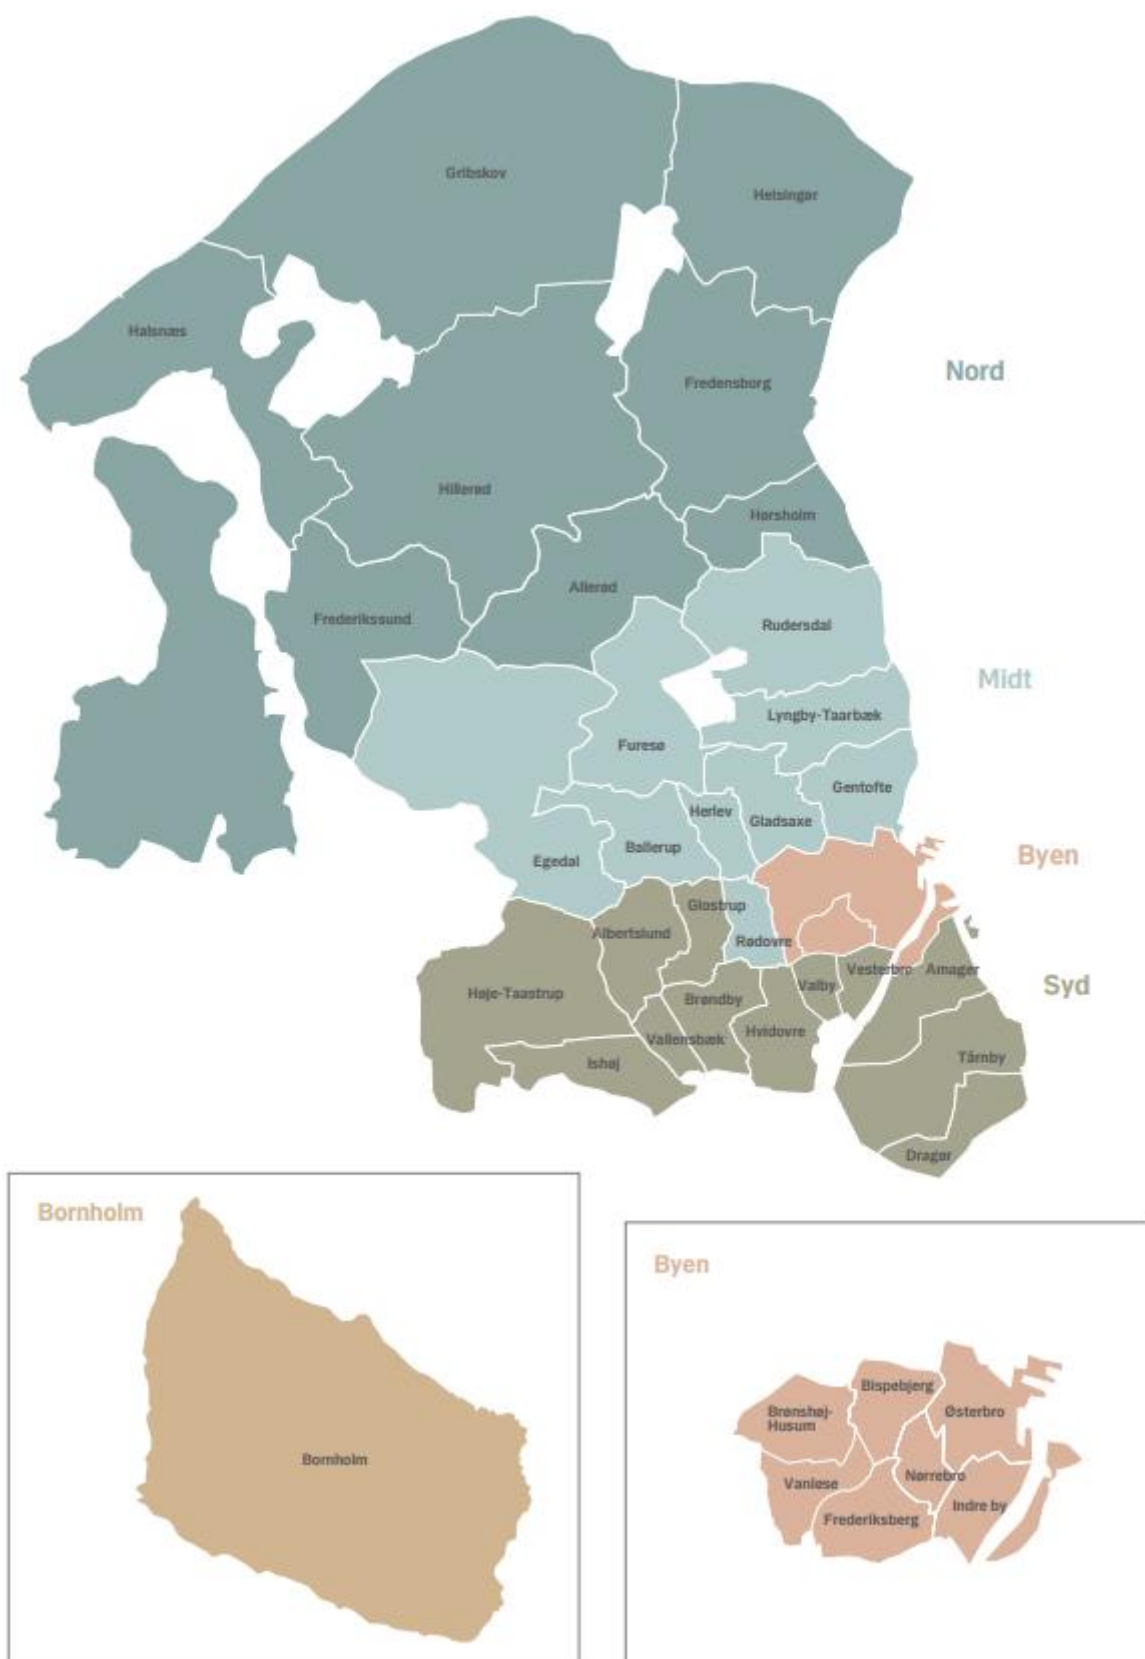 Gribskov
Helsingør
Halsnæs
Nord
Fredensborg
Hillerød
Hørsholm
Allerød
Frederikssund
Rudersdal
Midt
Lyngby-Taarbæk
Furesø
Gentofte
Herlev
Gladsaxe
Ballerup
Byen
Egedal
Glostrup
Albertslund
Rødovre
Vesterbro
Amager
Syd
Valby
Høje-Taastrup
Brøndby
Hvidovre
Vallensbæk
Ishøj
Tårnby
Dragør
Bornholm
Bornholm
Byen
Bispebjerg
Brønshøj-
Husum
Østerbro
Vanløse
Nørrebro
Indre by
Frederiksberg